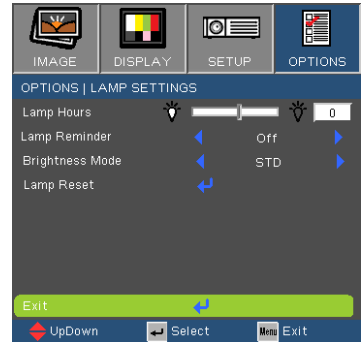 IMAGE DISPLAY SETUP OPTIONS
OPTIONS | LAMP SETTINGS
Lamp Hours 0
Lamp Reminder Off
Brightness Mode STD
Lamp Reset
Exit
UpDown Select Menu Exit